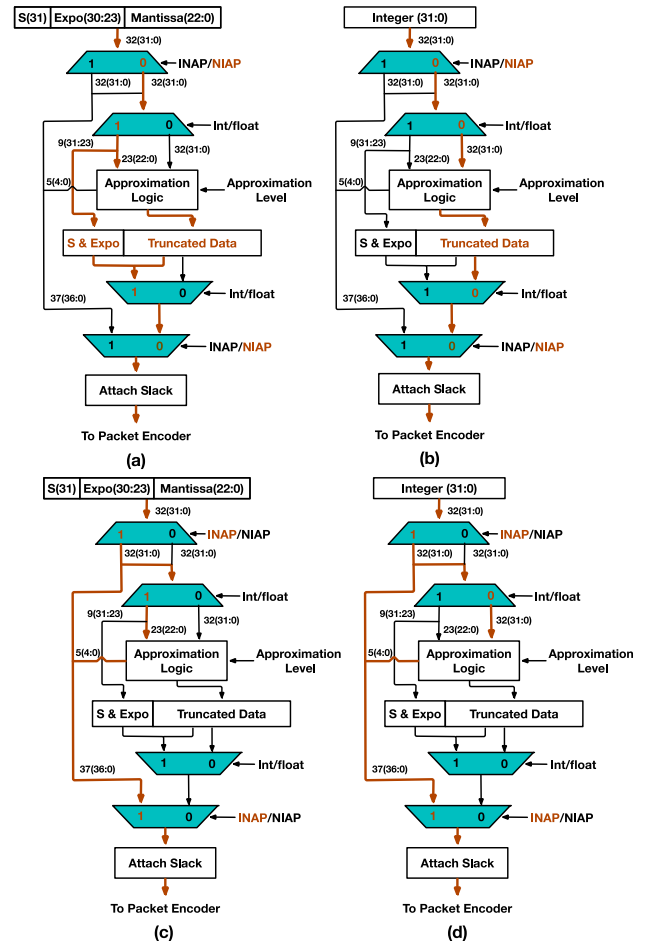 S(31) Expo(30:23) Mantissa(22:0)
32(31:0)
1 0
INAP/NIAP
32(31:0) 32(31:0)
1 0
Int/float
9(31:23)
32(31:0)
23(22:0)
5(4:0)
Approximation Logic
Approximation Level
S & Expo Truncated Data
1 0
Int/float
37(36:0)
1 0
INAP/NIAP
Attach Slack
To Packet Encoder
(a)
Integer (31:0)
32(31:0)
1 0
INAP/NIAP
32(31:0) 32(31:0)
1 0
Int/float
9(31:23)
32(31:0)
23(22:0)
5(4:0)
Approximation Logic
Approximation Level
S & Expo Truncated Data
1 0
Int/float
37(36:0)
1 0
INAP/NIAP
Attach Slack
To Packet Encoder
(b)
S(31) Expo(30:23) Mantissa(22:0)
32(31:0)
1 0
INAP/NIAP
32(31:0) 32(31:0)
1 0
Int/float
9(31:23)
32(31:0)
23(22:0)
5(4:0)
Approximation Logic
Approximation Level
S & Expo Truncated Data
1 0
Int/float
37(36:0)
1 0
INAP/NIAP
Attach Slack
To Packet Encoder
(c)
Integer (31:0)
32(31:0)
1 0
INAP/NIAP
32(31:0) 32(31:0)
1 0
Int/float
9(31:23)
32(31:0)
23(22:0)
5(4:0)
Approximation Logic
Approximation Level
S & Expo Truncated Data
1 0
Int/float
37(36:0)
1 0
INAP/NIAP
Attach Slack
To Packet Encoder
(d)